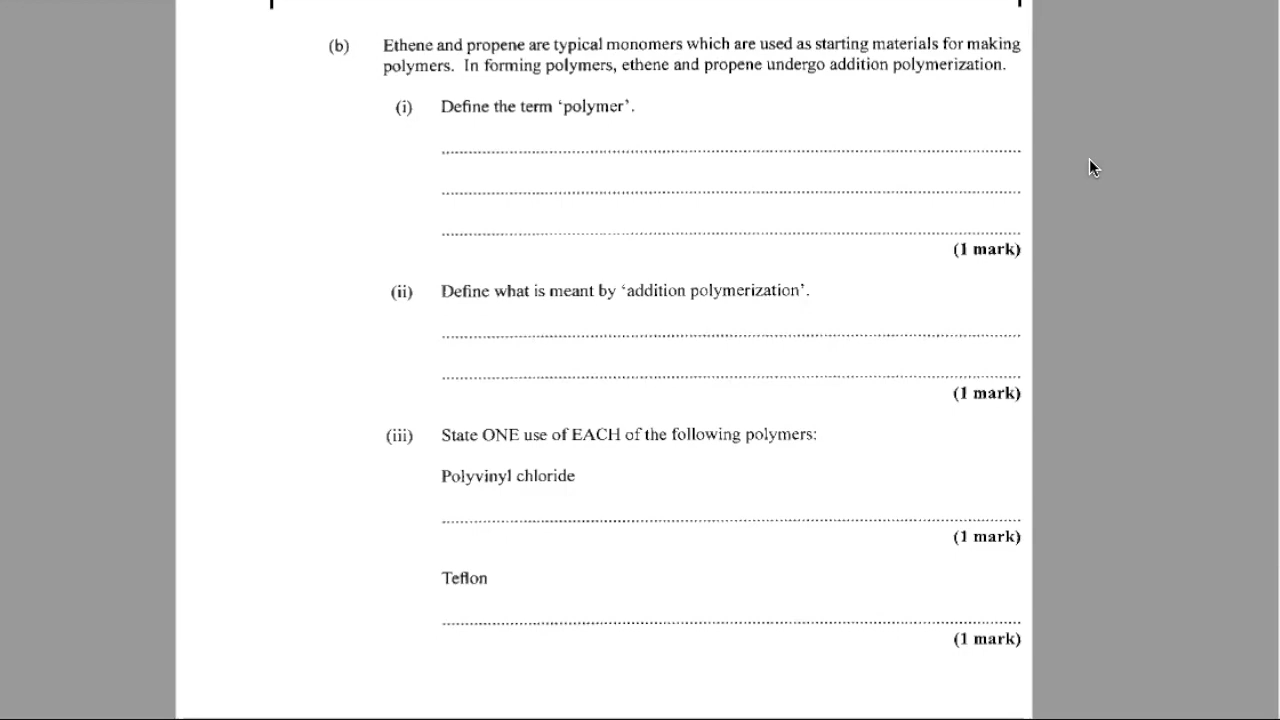 (b) Ethene and propene are typical monomers which are used as starting materials for making
polymers. In forming polymers, ethene and propene undergo addition polymerization.
(i) Define the term ‘polymer’.
(1 mark)
(ii) Define what is meant by ‘addition polymerization’.
(1 mark)
(iii) State ONE use of EACH of the following polymers:
Polyvinyl chloride
(1 mark)
Teflon
(1 mark)